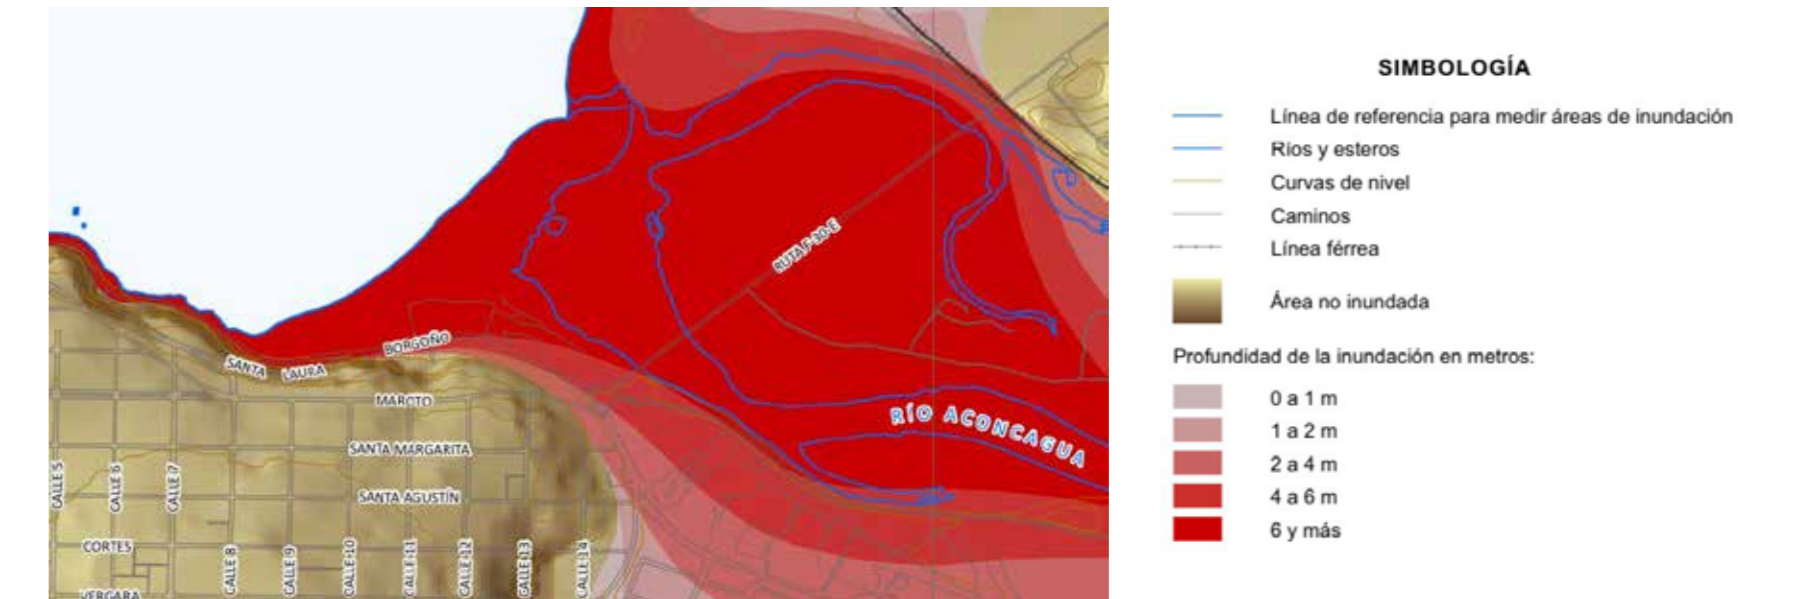 RUTA F-30-E
BORGOÑO
SANTA LAURA
MAROTO
RÍO ACONCAGUA
SANTA MARGARITA
CALLE 5
CALLE 6
CALLE 7
SANTA AGUSTÍN
CORTES
CALLE 8
CALLE 9
CALLE 10
CALLE 11
CALLE 12
CALLE 13
CALLE 14
VERGARA
SIMBOLOGÍA
Línea de referencia para medir áreas de inundación
Ríos y esteros
Curvas de nivel
Caminos
Línea férrea
Área no inundada
Profundidad de la inundación en metros:
0 a 1 m
1 a 2 m
2 a 4 m
4 a 6 m
6 y más